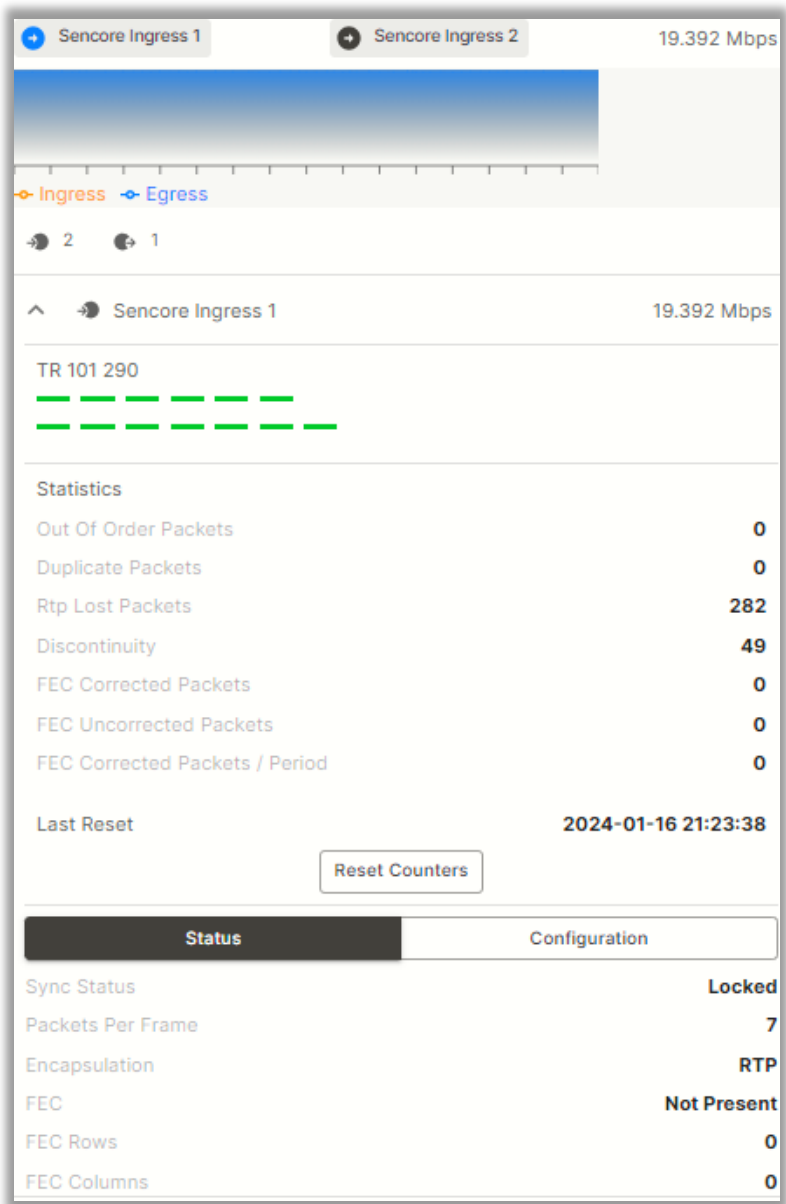 Sencore Ingress 1 Sencore Ingress 2 19.392 Mbps
Ingress Egress
2 1
Sencore Ingress 1 19.392 Mbps
TR 101 290
Statistics
Out Of Order Packets 0
Duplicate Packets 0
Rtp Lost Packets 282
Discontinuity 49
FEC Corrected Packets 0
FEC Uncorrected Packets 0
FEC Corrected Packets / Period 0
Last Reset 2024-01-16 21:23:38
Reset Counters
Status Configuration
Sync Status Locked
Packets Per Frame 7
Encapsulation RTP
FEC Not Present
FEC Rows 0
FEC Columns 0